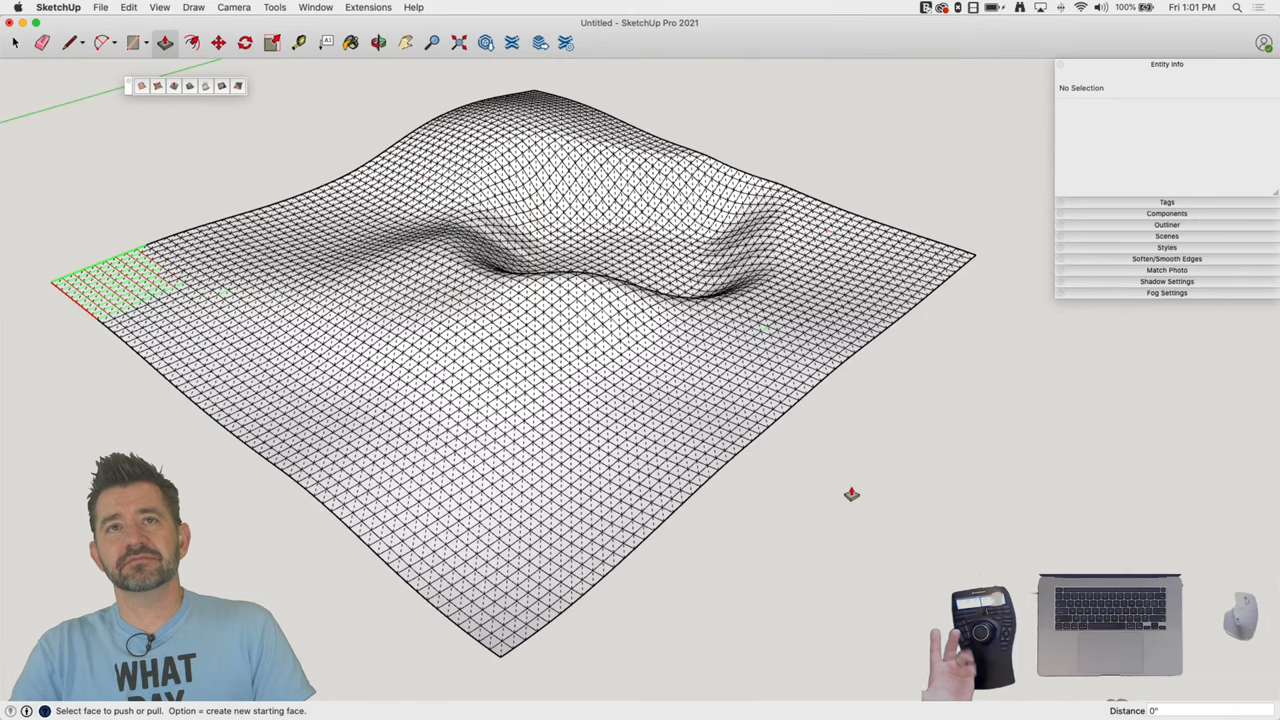 SketchUp File Edit View Camera Draw Tools Window Extensions Help
100% Fri 1:01 PM
Untitled - SketchUp Pro 2021
A1
Entity Info
No Selection
Tags
Components
Outliner
Scenes
Styles
Soften/Smooth Edges
Match Photo
Shadow Settings
Fog Settings
WHAT
DAY
Select face to push or pull. Option = create new starting face.
Distance 0"